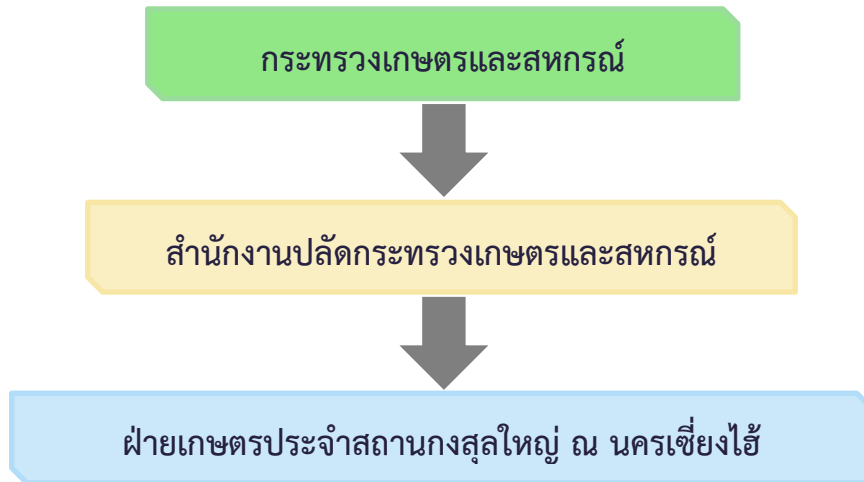 กระทรวงเกษตรและสหกรณ์
สำนักงานปลัดกระทรวงเกษตรและสหกรณ์
ฝ่ายเกษตรประจำสถานกงสุลใหญ่ ณ นครเซี่ยงไฮ้